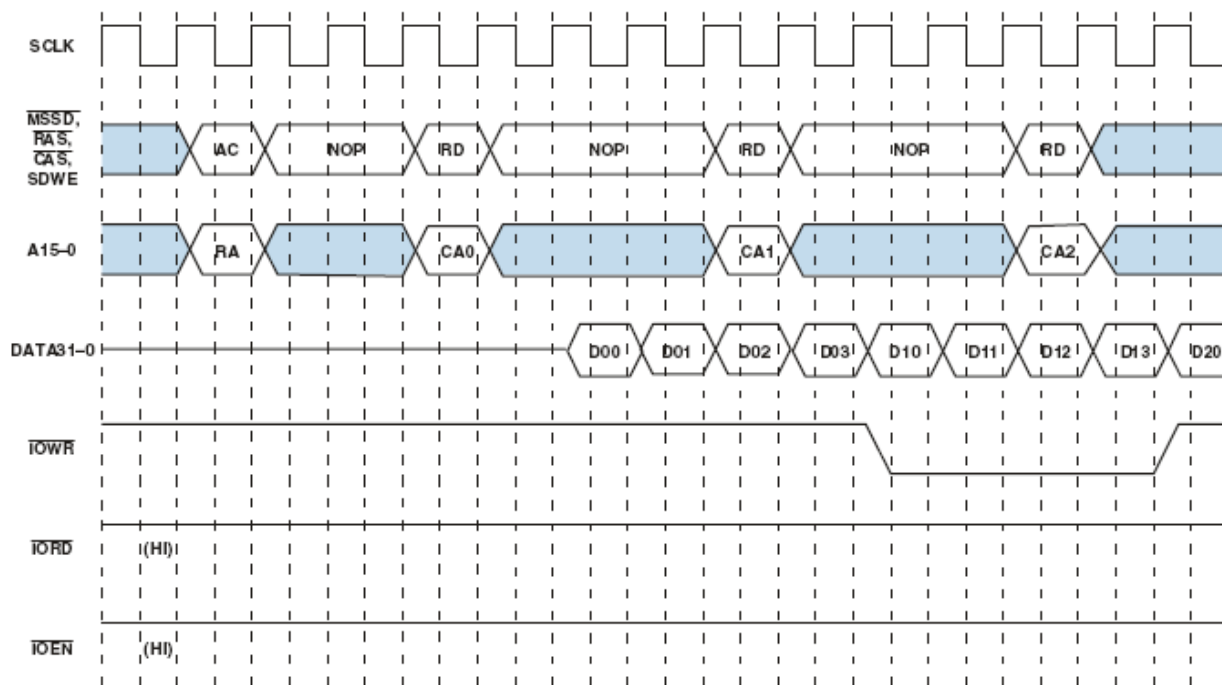 SCLK
MSSD,
RAS,
CAS,
SDWE
AC NOP RD NOP RD NOP RD
A15–0
RA CA0 CA1 CA2
DATA31–0
D00 D01 D02 D03 D10 D11 D12 D13 D20
IOWR
IORD (HI)
IOEN (HI)